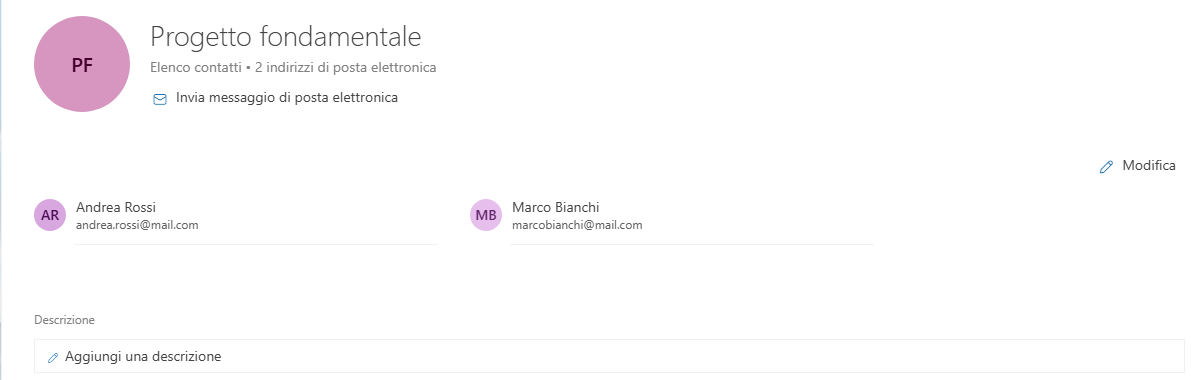 PF
Progetto fondamentale
Elenco contatti • 2 indirizzi di posta elettronica
Invia messaggio di posta elettronica
Modifica
AR
Andrea Rossi
andrea.rossi@mail.com
MB
Marco Bianchi
marcobianchi@mail.com
Descrizione
Aggiungi una descrizione